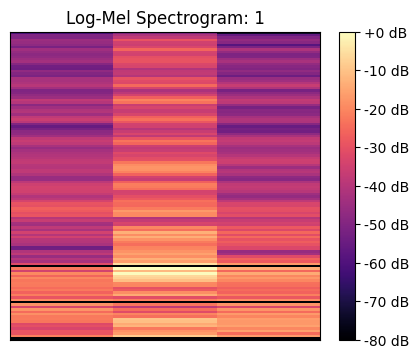 Log-Mel Spectrogram: 1
+0 dB
-10 dB
-20 dB
-30 dB
-40 dB
-50 dB
-60 dB
-70 dB
-80 dB